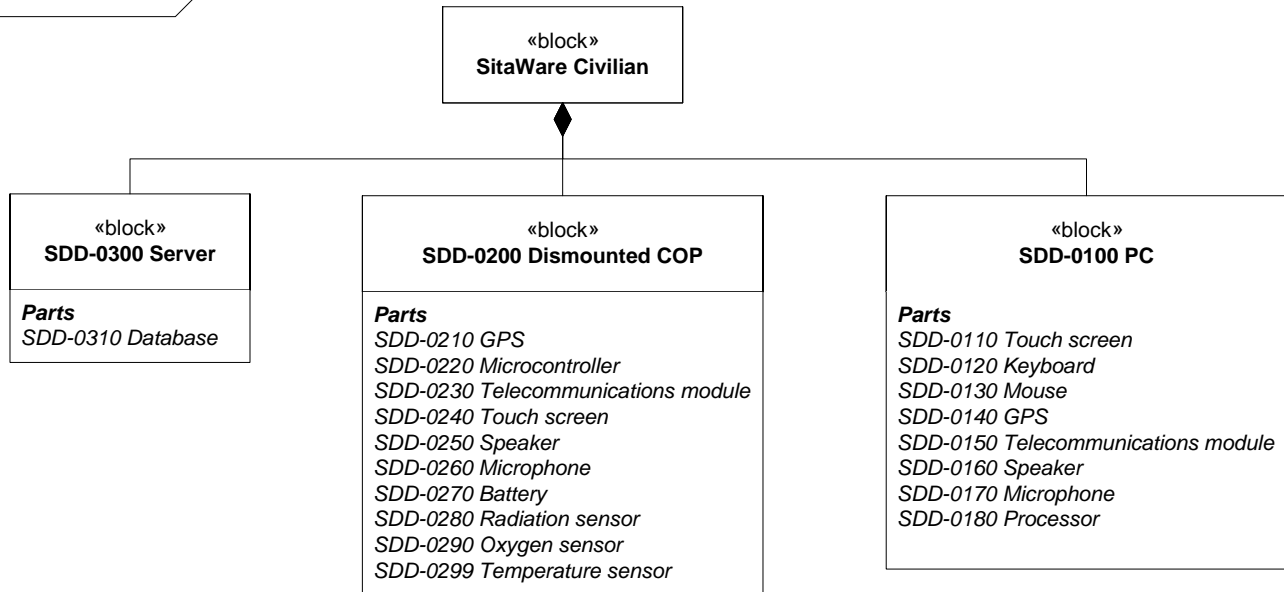 «block»
SitaWare Civilian
«block»
SDD-0300 Server
Parts
SDD-0310 Database
«block»
SDD-0200 Dismounted COP
Parts
SDD-0210 GPS
SDD-0220 Microcontroller
SDD-0230 Telecommunications module
SDD-0240 Touch screen
SDD-0250 Speaker
SDD-0260 Microphone
SDD-0270 Battery
SDD-0280 Radiation sensor
SDD-0290 Oxygen sensor
SDD-0299 Temperature sensor
«block»
SDD-0100 PC
Parts
SDD-0110 Touch screen
SDD-0120 Keyboard
SDD-0130 Mouse
SDD-0140 GPS
SDD-0150 Telecommunications module
SDD-0160 Speaker
SDD-0170 Microphone
SDD-0180 Processor